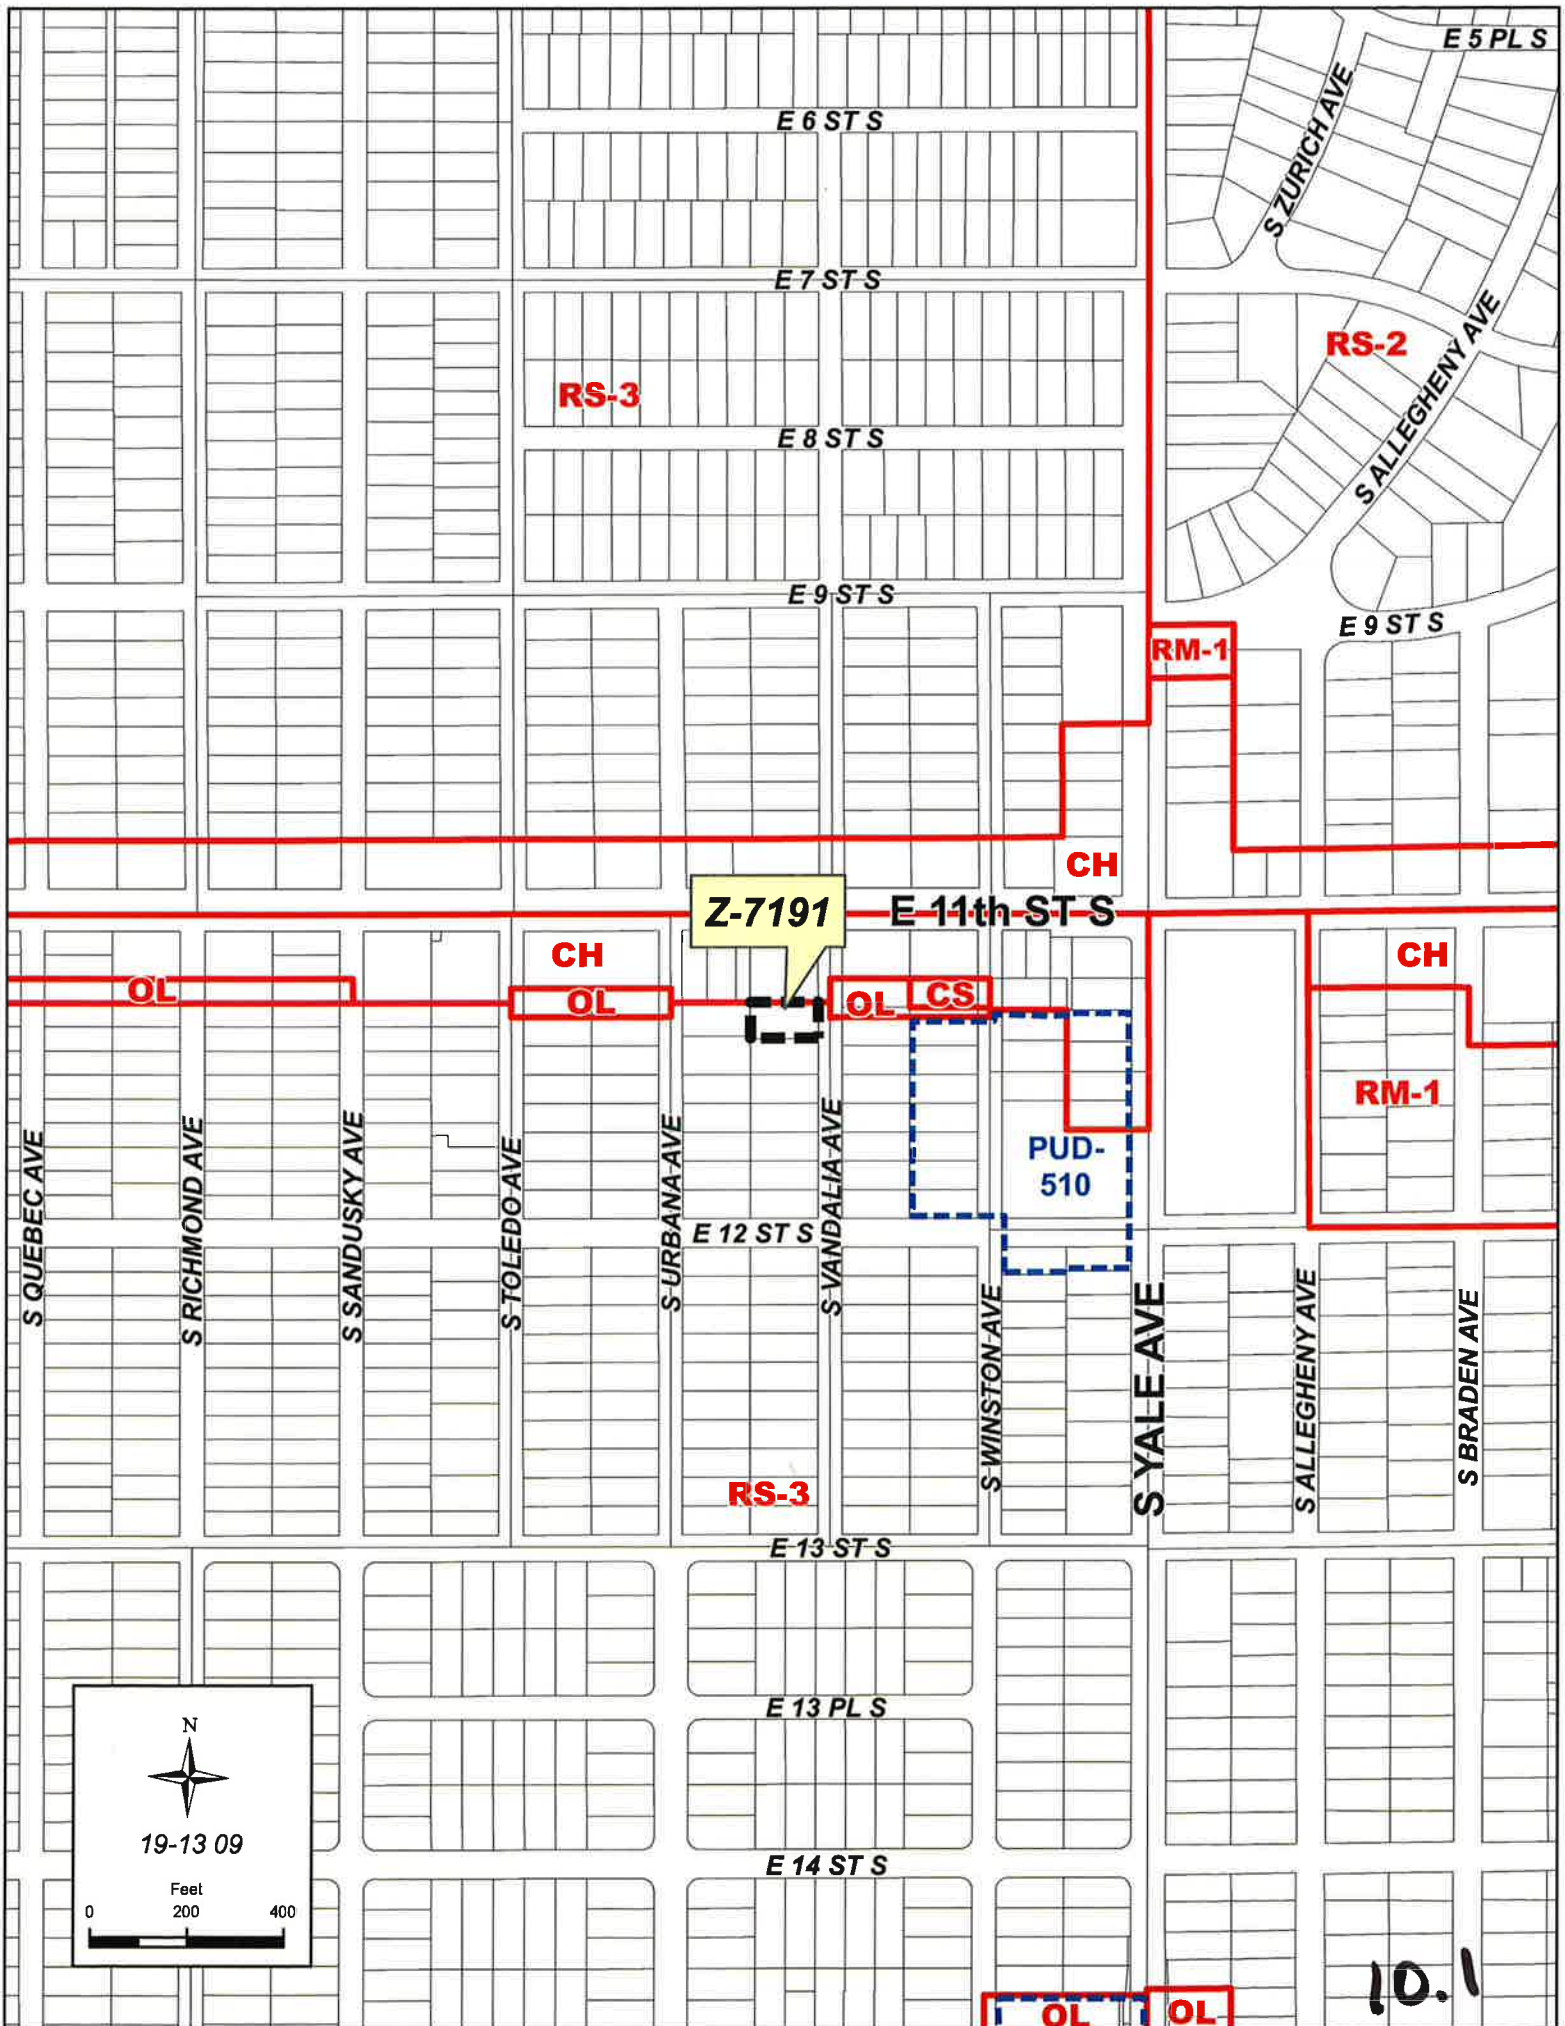 E 5 PL S
S ZURICH AVE
E 6 ST S
E 7 ST S
S ALLEGHENY AVE
RS-2
RS-3
E 8 ST S
E 9 ST S
E 9 ST S
RM-1
CH
Z-7191
E 11th ST S
CH
CH
OL
OL
OL
CS
RM-1
PUD-
510
S QUEBEC AVE
S RICHMOND AVE
S SANDUSKY AVE
S TOLEDO AVE
S URBANA AVE
E 12 ST S
S VANDALIA AVE
S WINSTON AVE
S YALE AVE
S ALLEGHENY AVE
S BRADEN AVE
RS-3
E 13 ST S
E 13 PL S
N
19-13 09
Feet
0 200 400
E 14 ST S
10.1
OL
OL